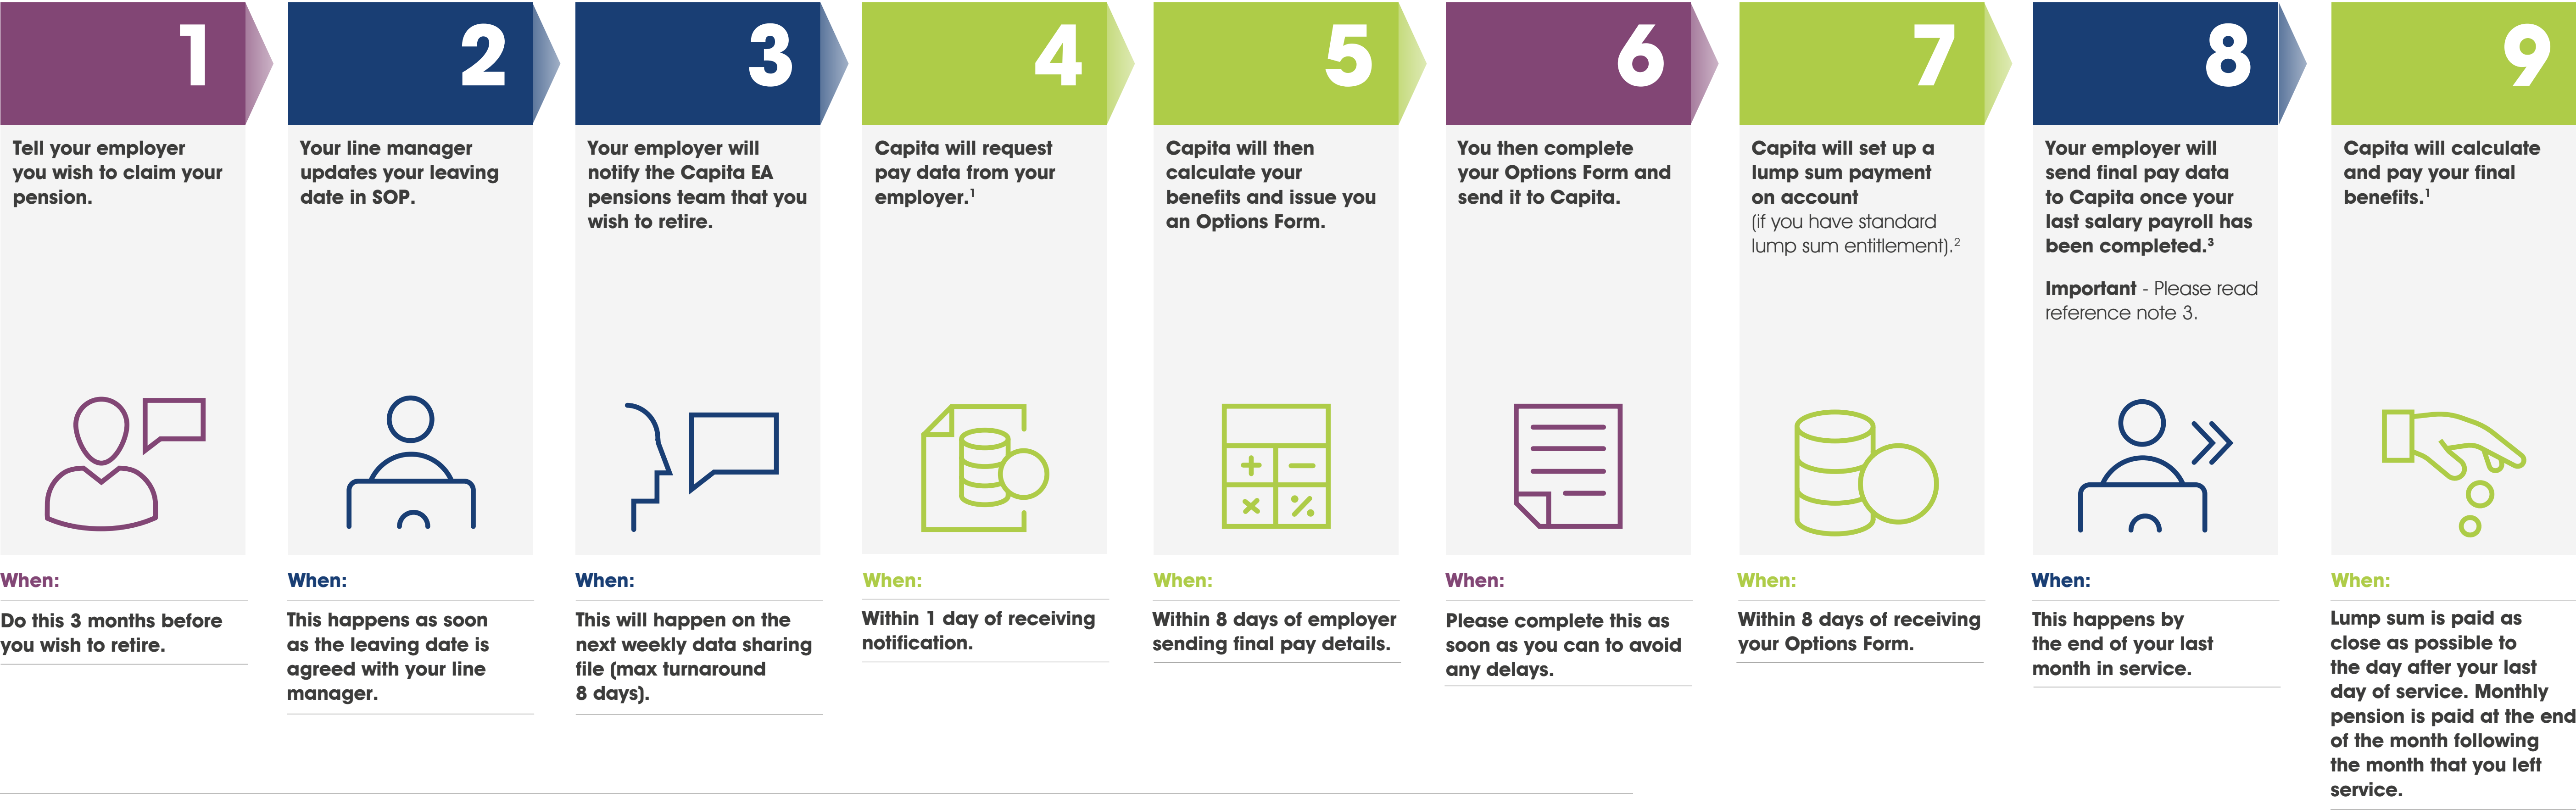 1
Tell your employer
you wish to claim your
pension.
When:
Do this 3 months before
you wish to retire.
2
Your line manager
updates your leaving
date in SOP.
When:
This happens as soon
as the leaving date is
agreed with your line
manager.
3
Your employer will
notify the Capita EA
pensions team that you
wish to retire.
When:
This will happen on the
next weekly data sharing
file (max turnaround
8 days).
4
Capita will request
pay data from your
employer.¹
When:
Within 1 day of receiving
notification.
5
Capita will then
calculate your
benefits and issue you
an Options Form.
When:
Within 8 days of employer
sending final pay details.
6
You then complete
your Options Form and
send it to Capita.
When:
Please complete this as
soon as you can to avoid
any delays.
7
Capita will set up a
lump sum payment
on account
(if you have standard
lump sum entitlement).²
When:
Within 8 days of receiving
your Options Form.
8
Your employer will
send final pay data
to Capita once your
last salary payroll has
been completed.³
Important - Please read
reference note 3.
When:
This happens by
the end of your last
month in service.
9
Capita will calculate
and pay your final
benefits.¹
When:
Lump sum is paid as
close as possible to
the day after your last
day of service. Monthly
pension is paid at the end
of the month following
the month that you left
service.